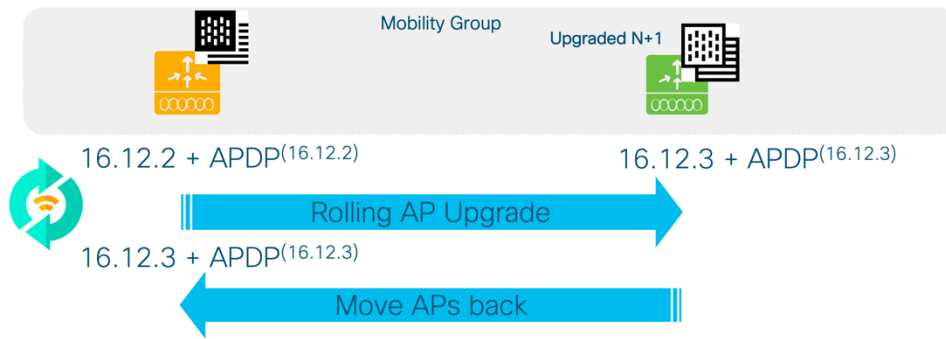 Mobility Group
Upgraded N+1
16.12.2 + APDP(16.12.2)
16.12.3 + APDP(16.12.3)
Rolling AP Upgrade
16.12.3 + APDP(16.12.3)
Move APs back